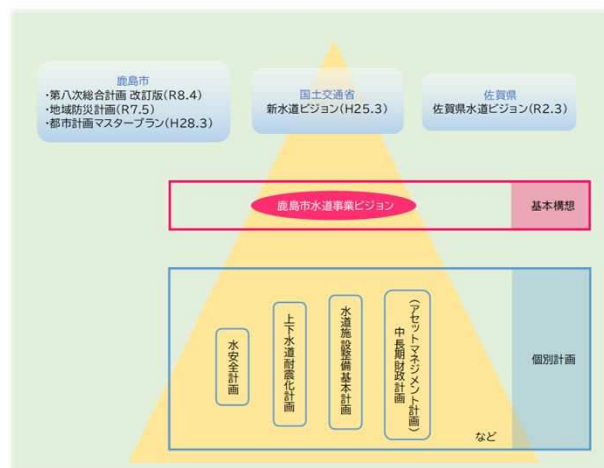 鹿島市
・第八次総合計画 改訂版(R8.4)
・地域防災計画(R7.5)
・都市計画マスタープラン(H28.3)
国土交通省
新水道ビジョン(H25.3)
佐賀県
佐賀県水道ビジョン(R2.3)
鹿島市水道事業ビジョン
基本構想
水安全計画
上下水道耐震化計画
水道施設整備基本計画
中長期財政計画
(アセットマネジメント計画)
など
個別計画